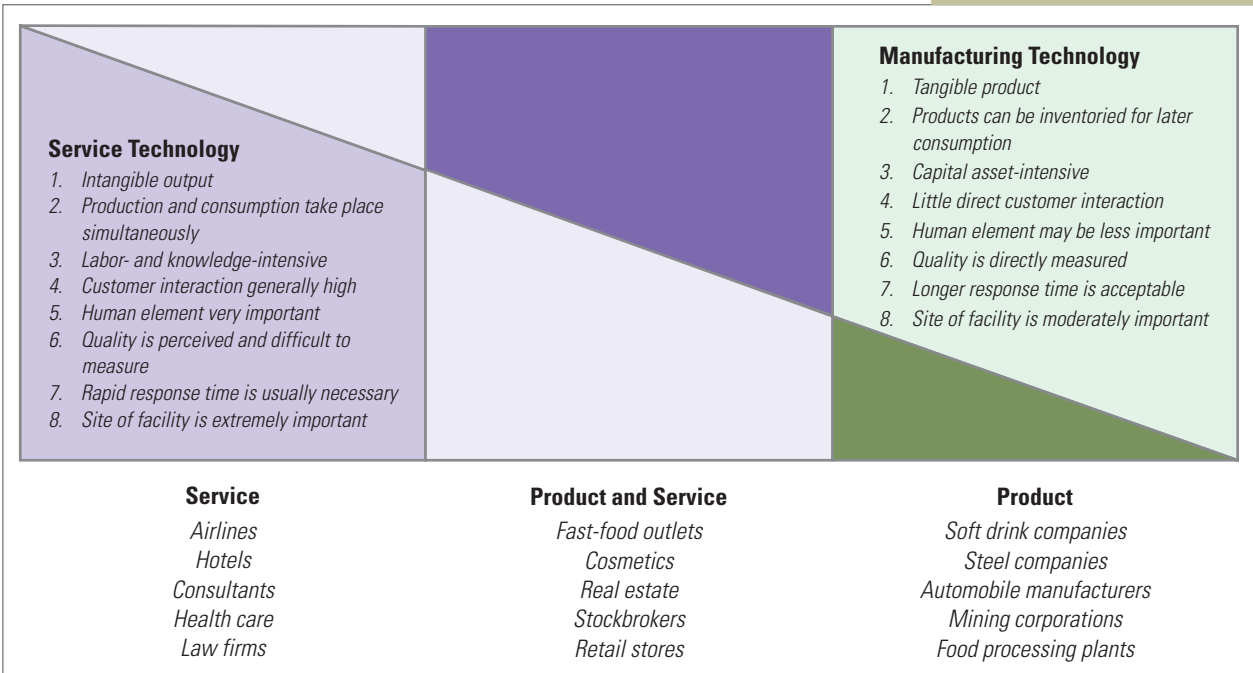 Service Technology
1. Intangible output
2. Production and consumption take place
simultaneously
3. Labor- and knowledge-intensive
4. Customer interaction generally high
5. Human element very important
6. Quality is perceived and difficult to
measure
7. Rapid response time is usually necessary
8. Site of facility is extremely important
Manufacturing Technology
1. Tangible product
2. Products can be inventoried for later
consumption
3. Capital asset-intensive
4. Little direct customer interaction
5. Human element may be less important
6. Quality is directly measured
7. Longer response time is acceptable
8. Site of facility is moderately important
Service
Airlines
Hotels
Consultants
Health care
Law firms
Product and Service
Fast-food outlets
Cosmetics
Real estate
Stockbrokers
Retail stores
Product
Soft drink companies
Steel companies
Automobile manufacturers
Mining corporations
Food processing plants